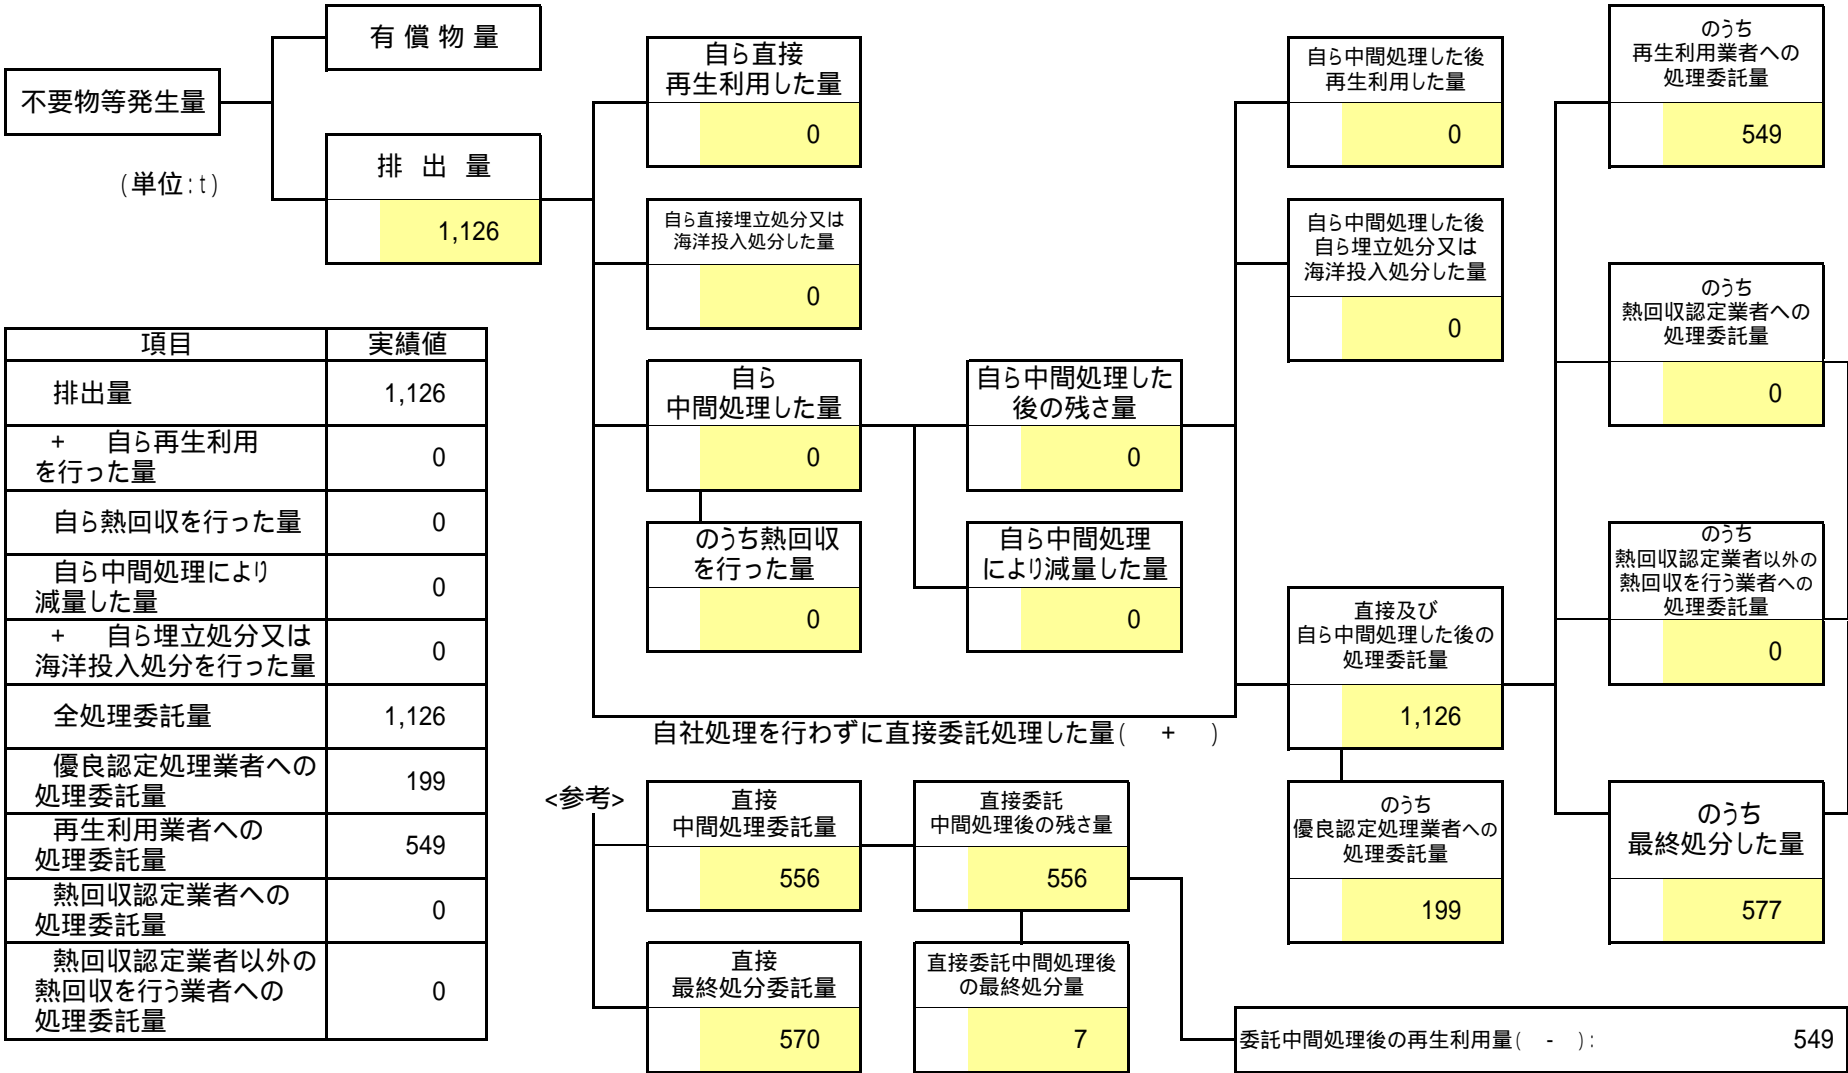 有 償 物 量
不要物等発生量
(単位:t)
排 出 量
1,126
自ら直接
再生利用した量
0
自ら直接埋立処分又は
海洋投入処分した量
0
自ら
中間処理した量
0
のうち熱回収
を行った量
0
自ら中間処理した
後の残さ量
0
自ら中間処理
により減量した量
0
自ら中間処理した後
再生利用した量
0
自ら中間処理した後
自ら埋立処分又は
海洋投入処分した量
0
直接及び
自ら中間処理した後の
処理委託量
1,126
のうち
優良認定処理業者への
処理委託量
199
のうち
再生利用業者への
処理委託量
549
のうち
熱回収認定業者への
処理委託量
0
のうち
熱回収認定業者以外の
熱回収を行う業者への
処理委託量
0
のうち
最終処分した量
577
自社処理を行わずに直接委託処理した量( + )
項目 実績値
排出量 1,126
+ 自ら再生利用
を行った量 0
自ら熱回収を行った量 0
自ら中間処理により
減量した量 0
+ 自ら埋立処分又は
海洋投入処分を行った量 0
全処理委託量 1,126
優良認定処理業者への
処理委託量 199
再生利用業者への
処理委託量 549
熱回収認定業者への
処理委託量 0
熱回収認定業者以外の
熱回収を行う業者への 0
処理委託量
<参考>
直接
中間処理委託量
556
直接委託
中間処理後の残さ量
556
直接
最終処分委託量
570
直接委託中間処理後
の最終処分量
7
委託中間処理後の再生利用量( - ): 549